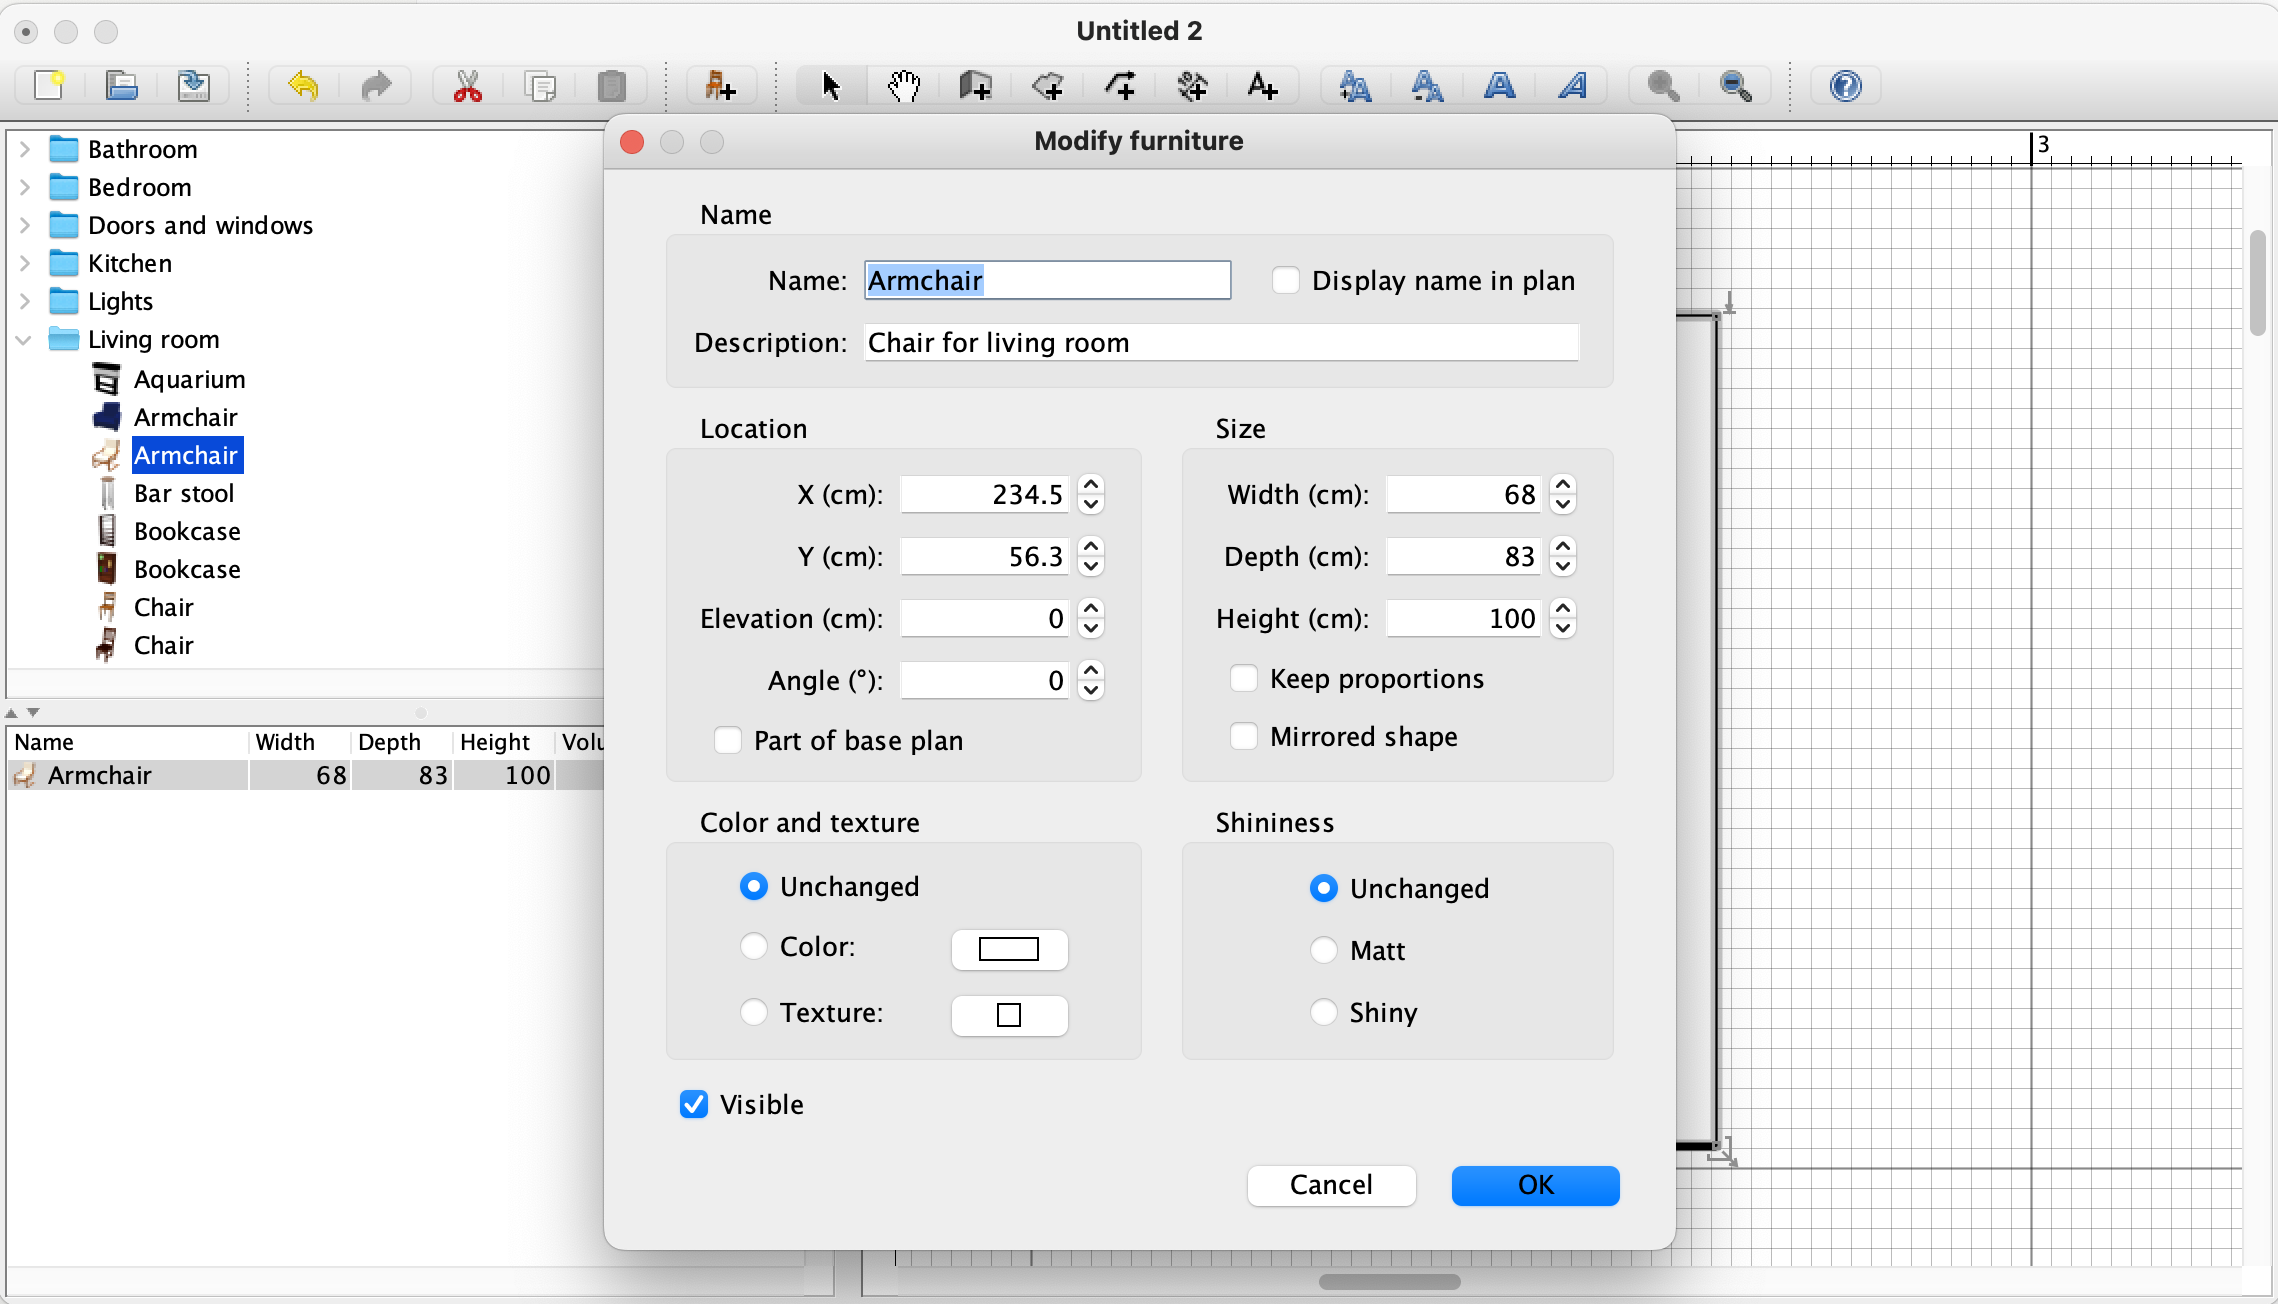 Untitled 2
Modify furniture
3
Bathroom
Bedroom
Doors and windows
Kitchen
Lights
Living room
Aquarium
Armchair
Armchair
Bar stool
Bookcase
Bookcase
Chair
Chair
Name Width Depth Height Volu
Armchair 68 83 100
Name
Name: Armchair Display name in plan
Description: Chair for living room
Location
X (cm): 234.5
Y (cm): 56.3
Elevation (cm): 0
Angle (°): 0
Part of base plan
Size
Width (cm): 68
Depth (cm): 83
Height (cm): 100
Keep proportions
Mirrored shape
Color and texture
Unchanged
Color:
Texture:
Shininess
Unchanged
Matt
Shiny
Visible
Cancel OK